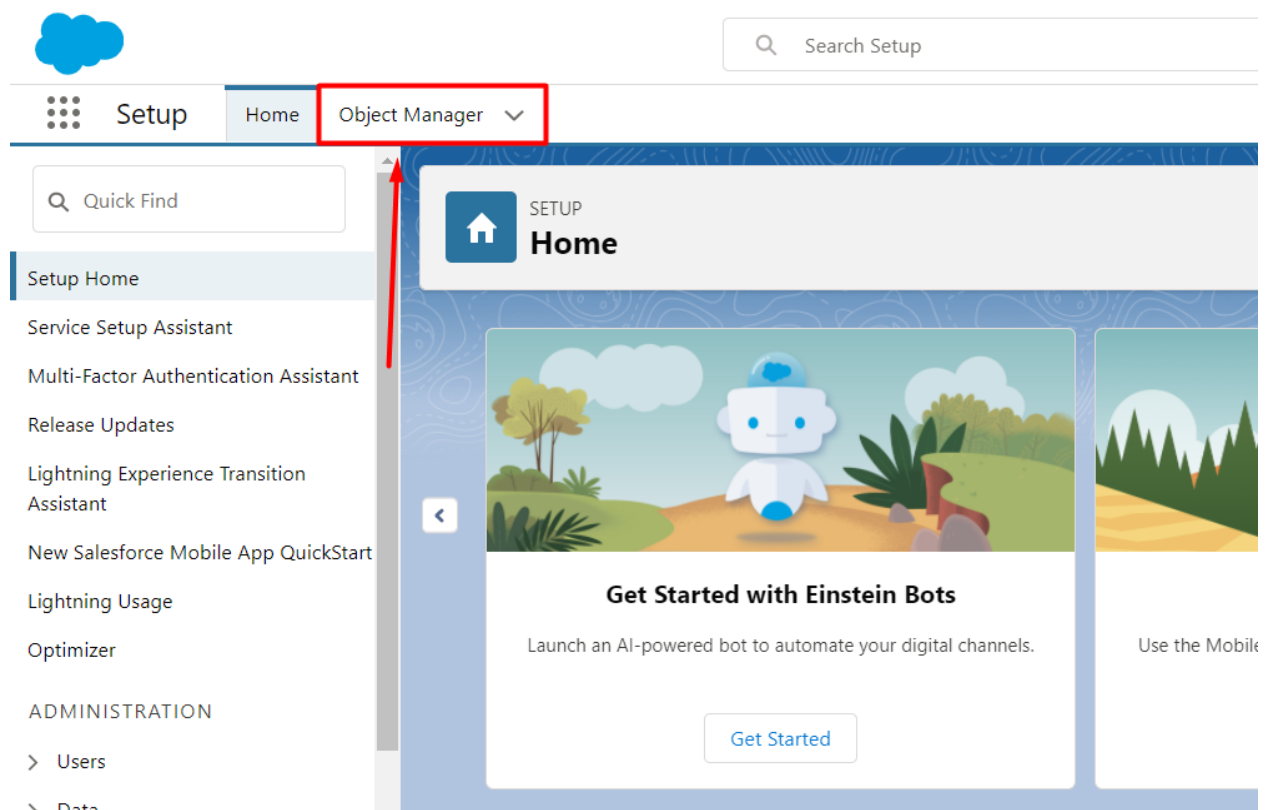 Search Setup
Setup
Home
Object Manager
Quick Find
SETUP
Home
Setup Home
Service Setup Assistant
Multi-Factor Authentication Assistant
Release Updates
Lightning Experience Transition
Assistant
New Salesforce Mobile App QuickStart
Lightning Usage
Optimizer
ADMINISTRATION
Users
Data
Get Started with Einstein Bots
Launch an AI-powered bot to automate your digital channels.
Get Started
Use the Mobile